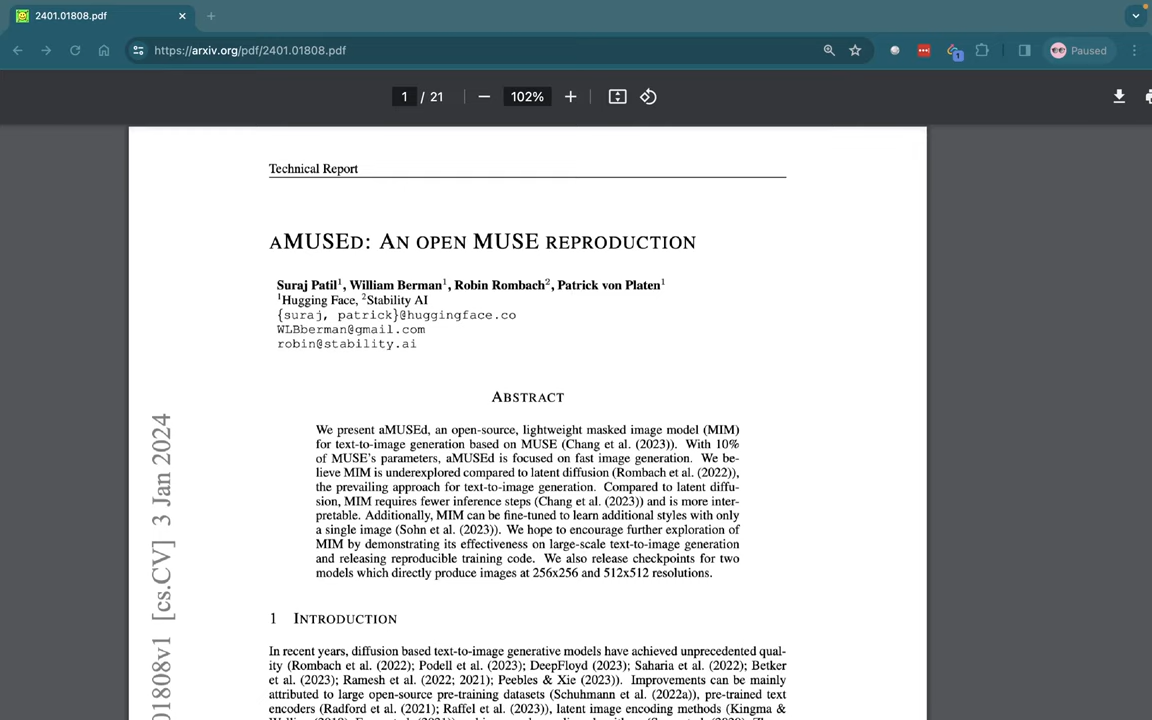 2401.01808.pdf
https://arxiv.org/pdf/2401.01808.pdf
1
Paused
1 / 21
102%
Technical Report
aMUSEd: An open MUSE reproduction
Suraj Patil1, William Berman1, Robin Rombach2, Patrick von Platen1
1Hugging Face, 2Stability AI
{suraj, patrick}@huggingface.co
WLBberman@gmail.com
robin@stability.ai
Abstract
We present aMUSEd, an open-source, lightweight masked image model (MIM)
for text-to-image generation based on MUSE (Chang et al. (2023)). With 10%
of MUSE's parameters, aMUSEd is focused on fast image generation. We be-
lieve MIM is underexplored compared to latent diffusion (Rombach et al. (2022)),
the prevailing approach for text-to-image generation. Compared to latent diffu-
sion, MIM requires fewer inference steps (Chang et al. (2023)) and is more inter-
pretable. Additionally, MIM can be fine-tuned to learn additional styles with only
a single image (Sohn et al. (2023)). We hope to encourage further exploration of
MIM by demonstrating its effectiveness on large-scale text-to-image generation
and releasing reproducible training code. We also release checkpoints for two
models which directly produce images at 256x256 and 512x512 resolutions.
01808v1 [cs.CV] 3 Jan 2024
1 Introduction
In recent years, diffusion based text-to-image generative models have achieved unprecedented qual-
ity (Rombach et al. (2022); Podell et al. (2023); DeepFloyd (2023); Saharia et al. (2022); Betker
et al. (2023); Ramesh et al. (2022; 2021); Peebles & Xie (2023)). Improvements can be mainly
attributed to large open-source pre-training datasets (Schuhmann et al. (2022a)), pre-trained text
encoders (Radford et al. (2021); Raffel et al. (2023)), latent image encoding methods (Kingma &